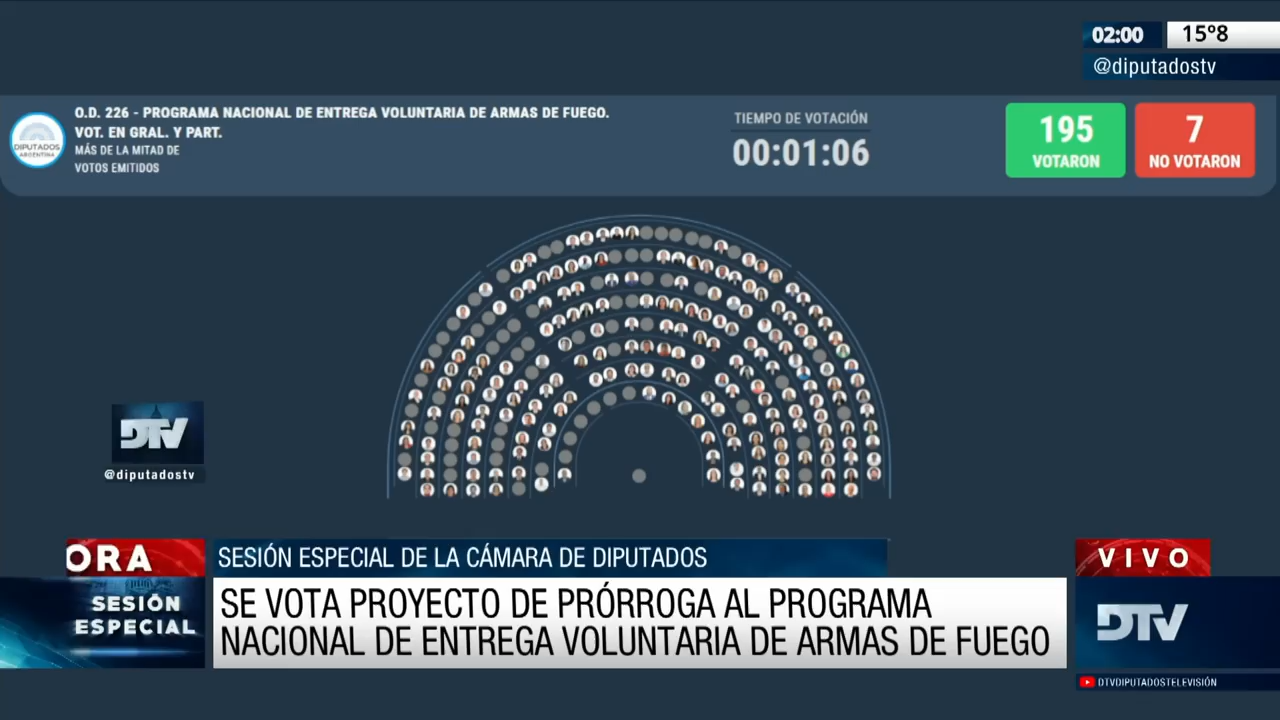 02:00
15°8
@diputadostv
DIPUTADOS
ARGENTINA
O.D. 226 - PROGRAMA NACIONAL DE ENTREGA VOLUNTARIA DE ARMAS DE FUEGO.
VOT. EN GRAL. Y PART.
MÁS DE LA MITAD DE
VOTOS EMITIDOS
TIEMPO DE VOTACIÓN
00:01:06
195
VOTARON
7
NO VOTARON
DTV
@diputadostv
ORA
SESIÓN
ESPECIAL
SESIÓN ESPECIAL DE LA CÁMARA DE DIPUTADOS
SE VOTA PROYECTO DE PRÓRROGA AL PROGRAMA
NACIONAL DE ENTREGA VOLUNTARIA DE ARMAS DE FUEGO
VIVO
DTV
DTVDIPUTADOSTELEVISIÓN